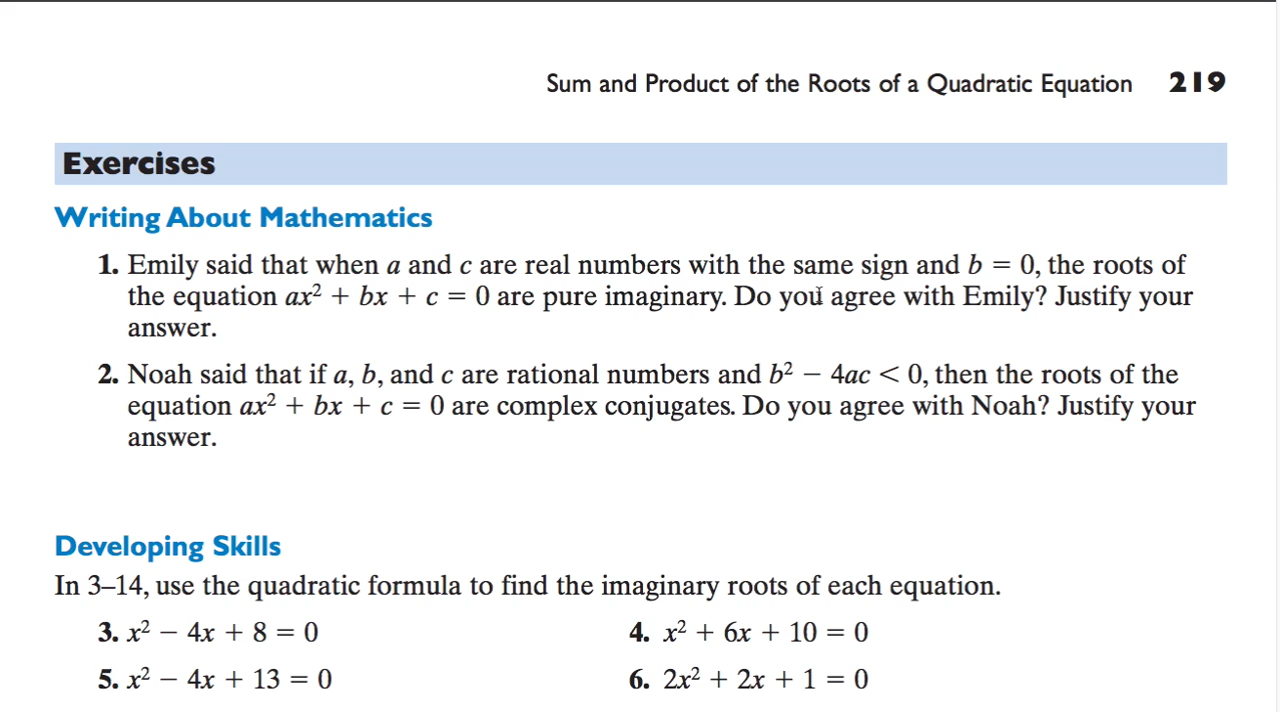 Sum and Product of the Roots of a Quadratic Equation 219
Exercises
Writing About Mathematics
1. Emily said that when a and c are real numbers with the same sign and b = 0, the roots of
the equation ax² + bx + c = 0 are pure imaginary. Do you agree with Emily? Justify your
answer.
2. Noah said that if a, b, and c are rational numbers and b² − 4ac < 0, then the roots of the
equation ax² + bx + c = 0 are complex conjugates. Do you agree with Noah? Justify your
answer.
Developing Skills
In 3–14, use the quadratic formula to find the imaginary roots of each equation.
3. x² − 4x + 8 = 0 4. x² + 6x + 10 = 0
5. x² − 4x + 13 = 0 6. 2x² + 2x + 1 = 0